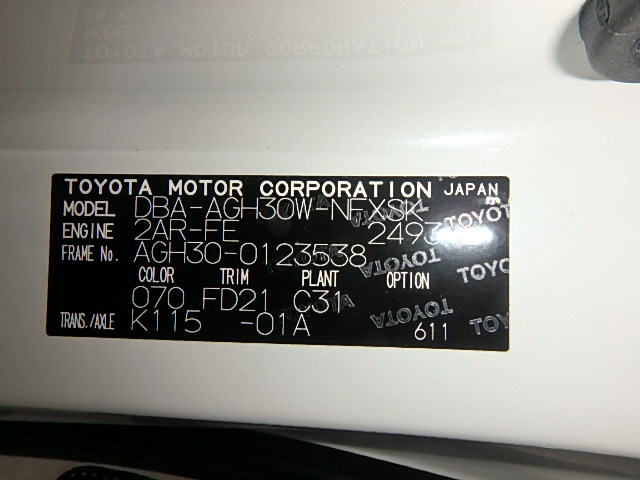 TOYOTA MOTOR CORPORATION JAPAN
MODEL DBA-AGH30W-NFXSK
ENGINE 2AR-FE 2493
FRAME No. AGH30-0123538
COLOR TRIM PLANT OPTION
070 FD21 C31
TRANS./AXLE K115 -01A 611